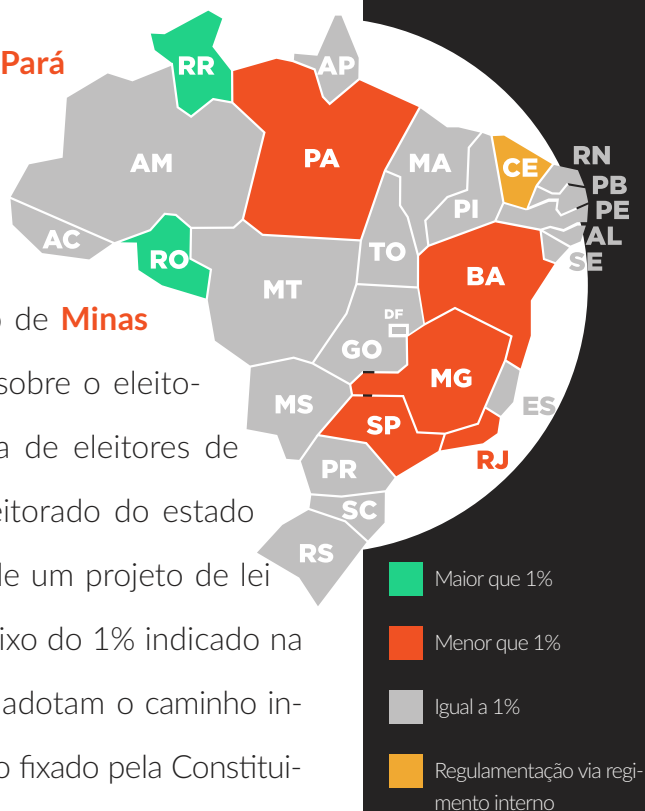 Pará
de Minas
sobre o eleito-
de eleitores de
do estado
de um projeto de lei
do 1% indicado na
adotam o caminho in-
fixado pela Constitui-
RR
AP
AM
PA
MA
CE
RN
PB
PE
AL
SE
PI
AC
RO
TO
BA
MT
DF
GO
MG
ES
MS
SP
RJ
PR
SC
RS
Maior que 1%
Menor que 1%
Igual a 1%
Regulamentação via regi-
mento interno